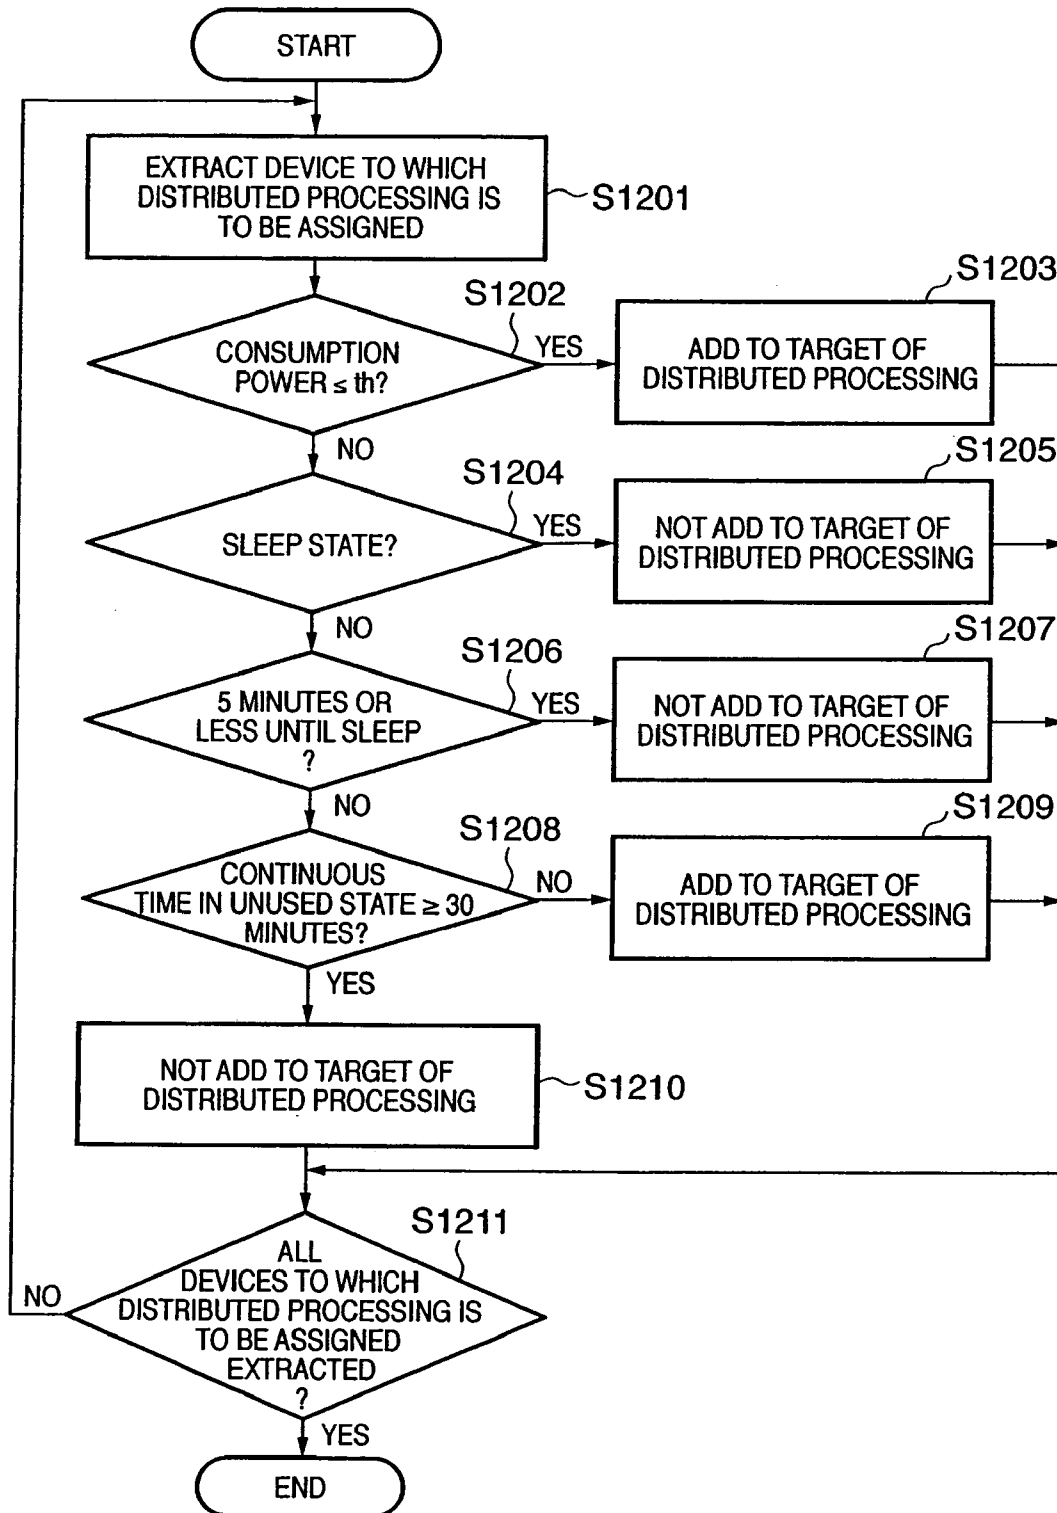 START
EXTRACT DEVICE TO WHICH
DISTRIBUTED PROCESSING IS
TO BE ASSIGNED
S1201
S1202
CONSUMPTION
POWER ≤ th?
YES
NO
S1203
ADD TO TARGET OF
DISTRIBUTED PROCESSING
S1204
SLEEP STATE?
YES
NO
S1205
NOT ADD TO TARGET OF
DISTRIBUTED PROCESSING
S1206
5 MINUTES OR
LESS UNTIL SLEEP
?
YES
NO
S1207
NOT ADD TO TARGET OF
DISTRIBUTED PROCESSING
S1208
CONTINUOUS
TIME IN UNUSED STATE ≥ 30
MINUTES?
NO
YES
S1209
ADD TO TARGET OF
DISTRIBUTED PROCESSING
NOT ADD TO TARGET OF
DISTRIBUTED PROCESSING
S1210
S1211
ALL
DEVICES TO WHICH
DISTRIBUTED PROCESSING IS
TO BE ASSIGNED
EXTRACTED
?
NO
YES
END